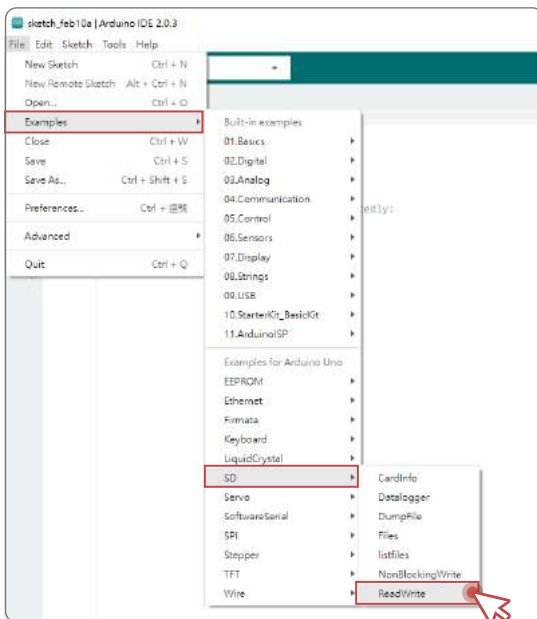 sketch_feb10a | Arduino IDE 2.0.3
File Edit Sketch Tools Help
New Sketch Ctrl + N
New Remote Sketch Alt + Ctrl + N
Open... Ctrl + O
Examples
Close Ctrl + W
Save Ctrl + S
Save As... Ctrl + Shift + S
Preferences... Ctrl + 逗號
Advanced
Quit Ctrl + Q
Built-in examples
01.Basics
02.Digital
03.Analog
04.Communication
05.Control
06.Sensors
07.Display
08.Strings
09.USB
10.StarterKit_BasicKit
11.ArduinoISP
Examples for Arduino Uno
EEPROM
Ethernet
Firmata
Keyboard
LiquidCrystal
SD
Servo
SoftwareSerial
SPI
Stepper
TFT
Wire
edly:
CardInfo
Datalogger
DumpFile
Files
listfiles
NonBlockingWrite
ReadWrite